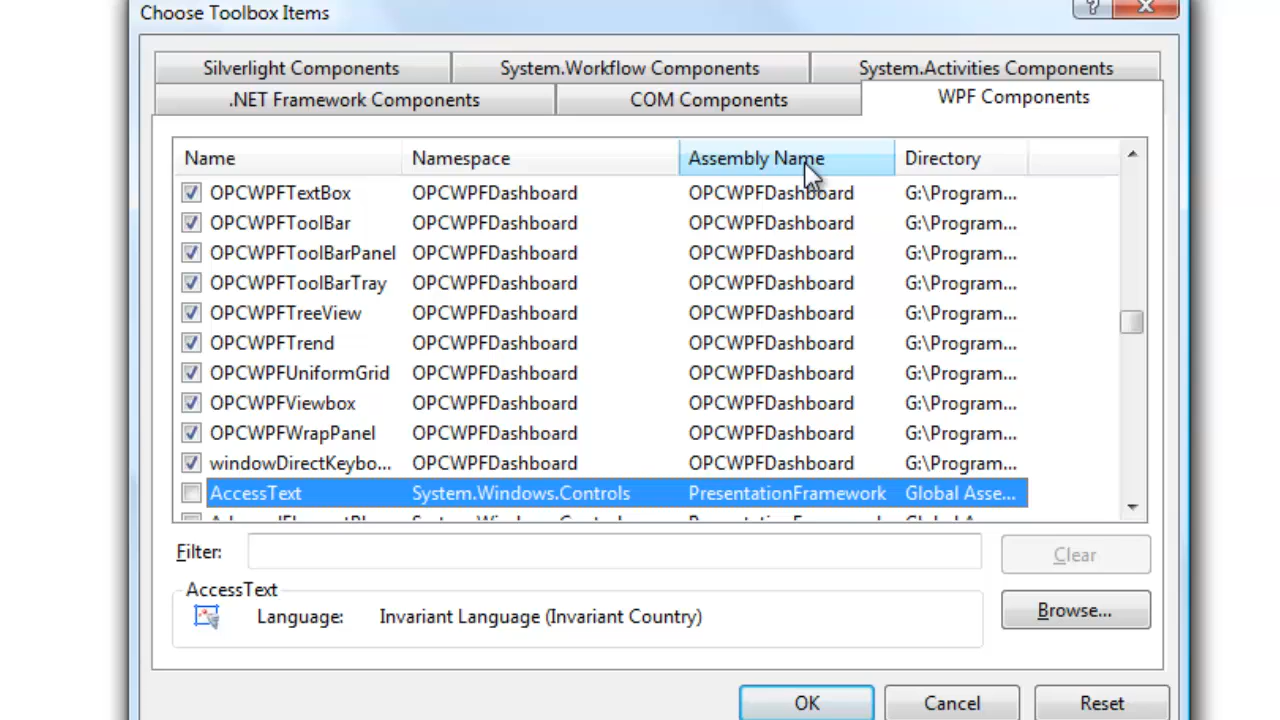 Choose Toolbox Items
?
Silverlight Components System.Workflow Components System.Activities Components
.NET Framework Components COM Components WPF Components
Name Namespace Assembly Name Directory
OPCWPFTextBox OPCWPFDashboard OPCWPFDashboard G:\Program...
OPCWPFToolBar OPCWPFDashboard OPCWPFDashboard G:\Program...
OPCWPFToolBarPanel OPCWPFDashboard OPCWPFDashboard G:\Program...
OPCWPFToolBarTray OPCWPFDashboard OPCWPFDashboard G:\Program...
OPCWPFTreeView OPCWPFDashboard OPCWPFDashboard G:\Program...
OPCWPFTrend OPCWPFDashboard OPCWPFDashboard G:\Program...
OPCWPFUniformGrid OPCWPFDashboard OPCWPFDashboard G:\Program...
OPCWPFViewbox OPCWPFDashboard OPCWPFDashboard G:\Program...
OPCWPFWrapPanel OPCWPFDashboard OPCWPFDashboard G:\Program...
windowDirectKeybo... OPCWPFDashboard OPCWPFDashboard G:\Program...
AccessText System.Windows.Controls PresentationFramework Global Asse...
Filter: Clear
AccessText
Language: Invariant Language (Invariant Country) Browse...
OK Cancel Reset